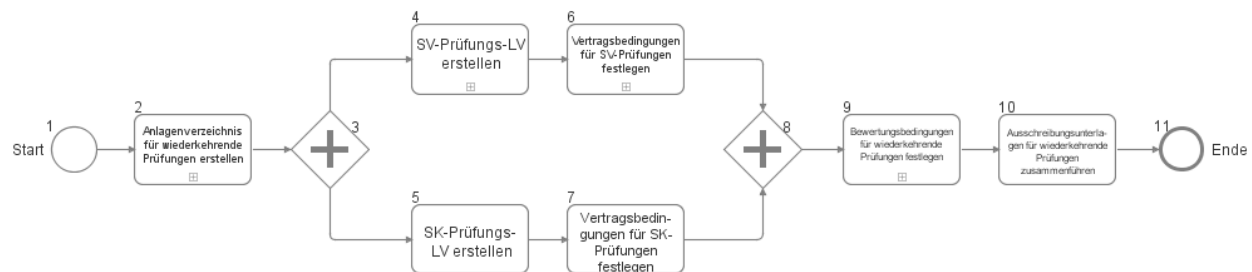 1
Start
2
Anlagenverzeichnis
für wiederkehrende
Prüfungen erstellen
3
4
SV-Prüfungs-LV
erstellen
6
Vertragsbedingungen
für SV-Prüfungen
festlegen
5
SK-Prüfungs-
LV erstellen
7
Vertragsbedin-
gungen für SK-
Prüfungen
festlegen
8
9
Bewertungsbedingungen
für wiederkehrende
Prüfungen festlegen
10
Ausschreibungsunterla-
gen für wiederkehrende
Prüfungen
zusammenführen
11
Ende